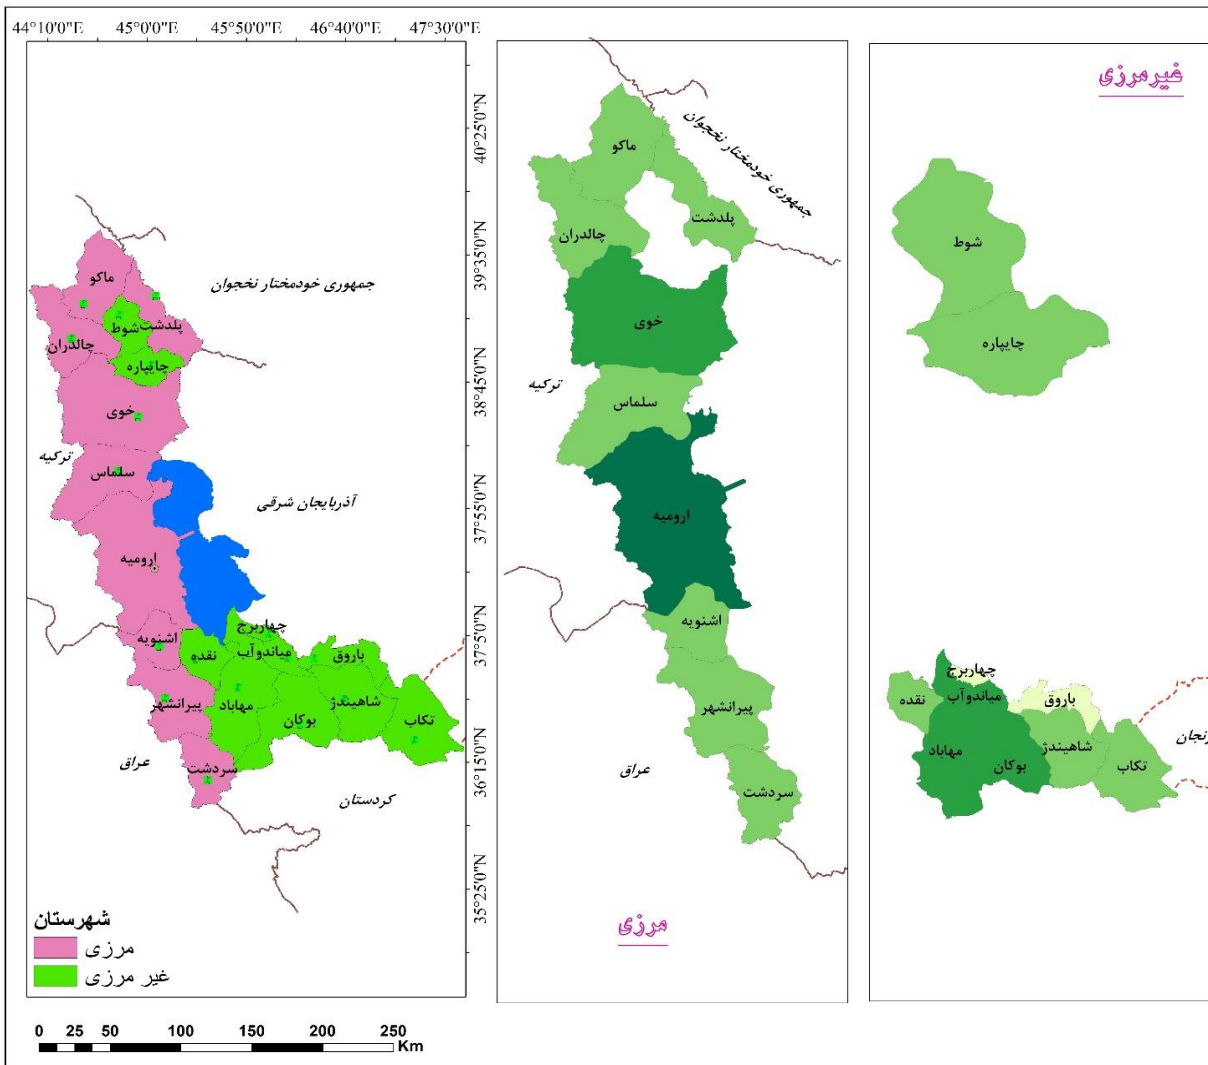 44°10'0"E 45°0'0"E 45°50'0"E 46°40'0"E 47°30'0"E
40°25'0"N
39°35'0"N
38°45'0"N
37°55'0"N
37°5'0"N
36°15'0"N
35°25'0"N
ماکو
جمهوری خودمختار نخجوان
شوط
پلدشت
چالدران
چایپاره
خوی
ترکیه
سلماس
آذربایجان شرقی
ارومیه
چهاربرج
اشنویه
نقده
میاندوآب
باروق
پیرانشهر
مهاباد
شاهیندژ
بوکان
تکاب
سردشت
عراق
کردستان
شهرستان
مرزی
غیر مرزی
0 25 50 100 150 200 250
Km
ماکو
جمهوری خودمختار نخجوان
پلدشت
چالدران
خوی
ترکیه
سلماس
ارومیه
اشنویه
پیرانشهر
عراق
سردشت
مرزی
غیرمرزی
شوط
چایپاره
چهاربرج
نقده
میاندوآب
باروق
مهاباد
شاهیندژ
بوکان
تکاب
زنجان